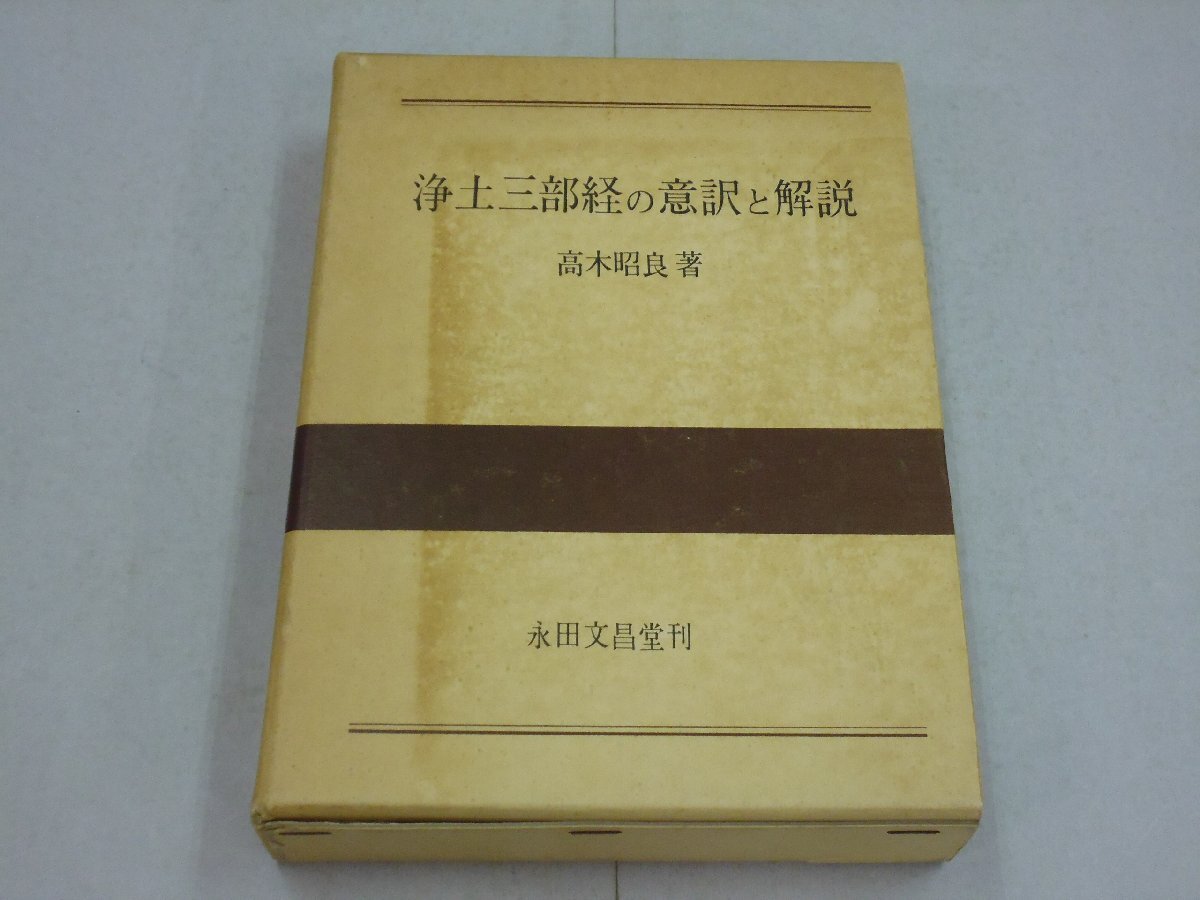 浄土三部経の意訳と解説
高木昭良著
永田文昌堂刊